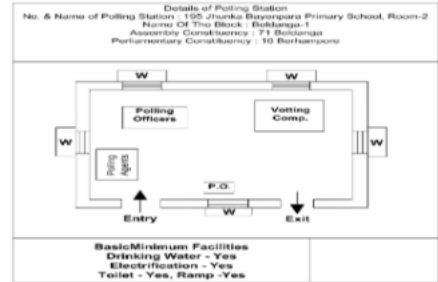 Details of Polling Station
No. & Name of Polling Station : 195 Jhunka Bayenpara Primary School, Room-2
Name Of The Block : Beldanga-1
Assembly Constituency : 71 Beldanga
Perliamentary Constituency : 10 Berhampore
W
W
Polling
Officers
Votting
Comp.
W
W
Polling
Agents
P.O.
W
Entry
Exit
BasicMinimum Facilities
Drinking Water - Yes
Electrification - Yes
Toilet - Yes, Ramp -Yes